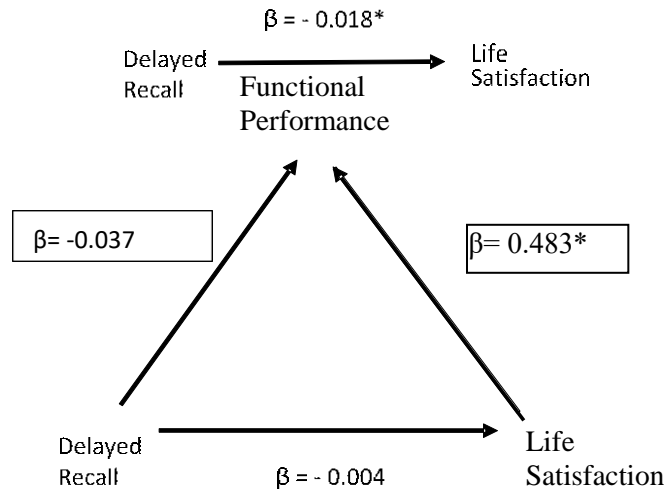 β = - 0.018*
Delayed
Recall
Life
Satisfaction
Functional
Performance
β= -0.037
β= 0.483*
Delayed
Recall
Life
Satisfaction
β = - 0.004